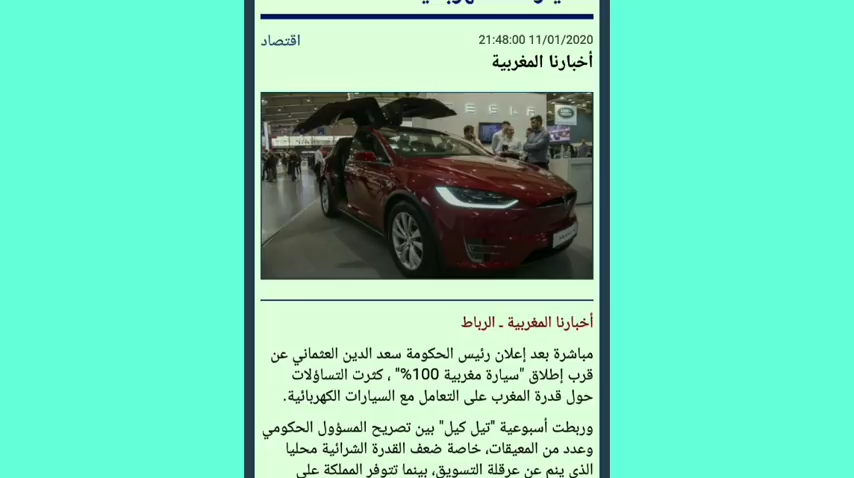 11/01/2020 21:48:00
اقتصاد
أخبارنا المغربية
أخبارنا المغربية ـ الرباط
مباشرة بعد إعلان رئيس الحكومة سعد الدين العثماني عن
قرب إطلاق "سيارة مغربية 100%" ، كثرت التساؤلات
حول قدرة المغرب على التعامل مع السيارات الكهربائية.
وربطت أسبوعية "تيل كيل" بين تصريح المسؤول الحكومي
وعدد من المعيقات، خاصة ضعف القدرة الشرائية محليا
الذي ينم عن عرقلة التسويق، بينما تتوفر المملكة على